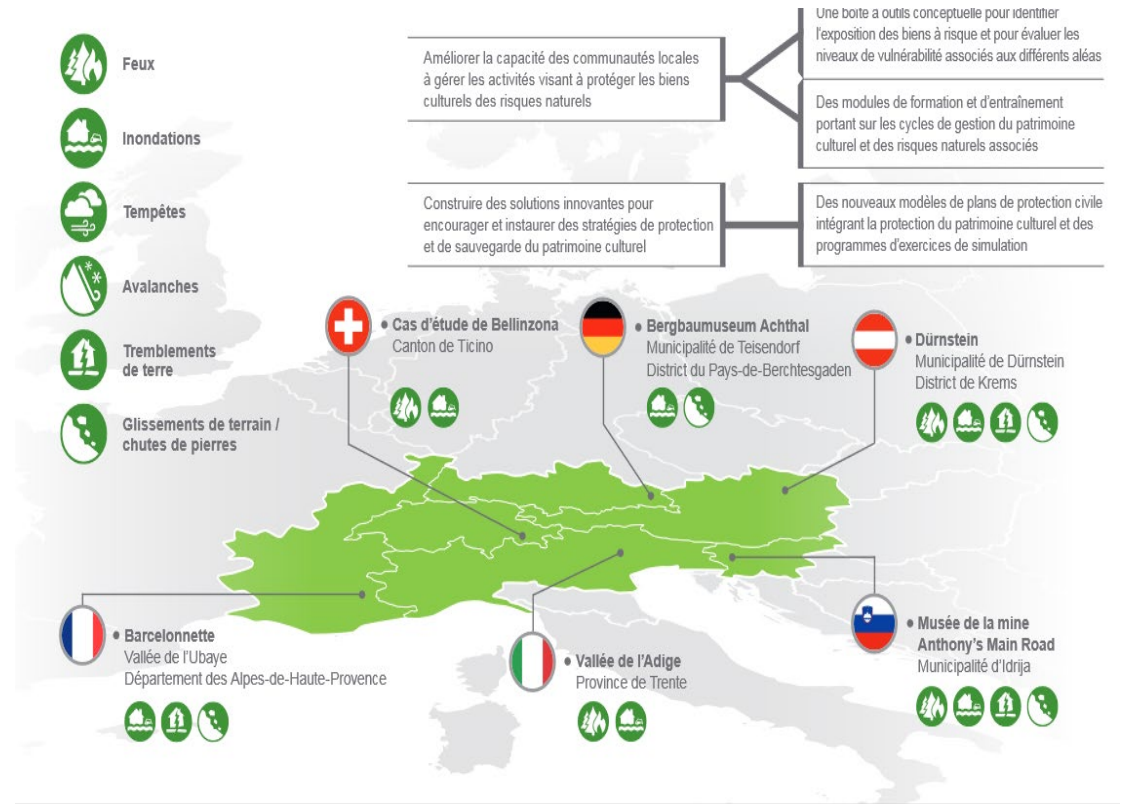 Feux
Inondations
Tempêtes
Avalanches
Tremblements
de terre
Glissements de terrain /
chutes de pierres
Améliorer la capacité des communautés locales
à gérer les activités visant à protéger les biens
culturels des risques naturels
Une boîte à outils conceptuelle pour identifier
l'exposition des biens à risque et pour évaluer les
niveaux de vulnérabilité associés aux différents aléas
Des modules de formation et d'entraînement
portant sur les cycles de gestion du patrimoine
culturel et des risques naturels associés
Construire des solutions innovantes pour
encourager et instaurer des stratégies de protection
et de sauvegarde du patrimoine culturel
Des nouveaux modèles de plans de protection civile
intégrant la protection du patrimoine culturel et des
programmes d'exercices de simulation
• Cas d'étude de Bellinzona
Canton de Ticino
• Bergbaumuseum Achthal
Municipalité de Teisendorf
District du Pays-de-Berchtesgaden
• Dürnstein
Municipalité de Dürnstein
District de Krems
• Barcelonnette
Vallée de l'Ubaye
Département des Alpes-de-Haute-Provence
• Vallée de l'Adige
Province de Trente
• Musée de la mine
Anthony's Main Road
Municipalité d'Idrija